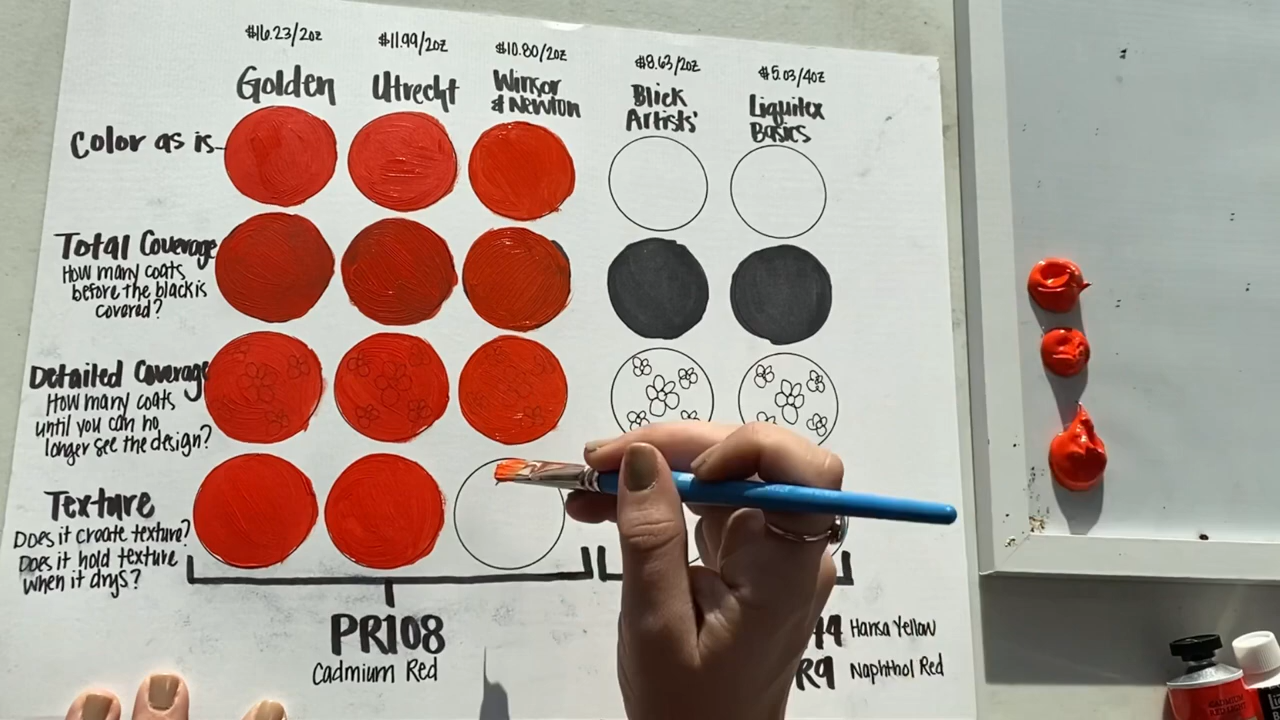 $16.23/2oz $11.99/2oz $10.80/2oz $8.63/2oz $5.03/4oz
Golden Utrecht Winsor & Newton Blick Artists' Liquitex Basics
Color as is
Total Coverage
How many coats
before the black is
covered?
Detailed Coverage
How many coats
until you can no
longer see the design?
Texture
Does it create texture?
Does it hold texture
when it drys?
PR108
Cadmium Red
Hansa Yellow
R9 Naphthol Red